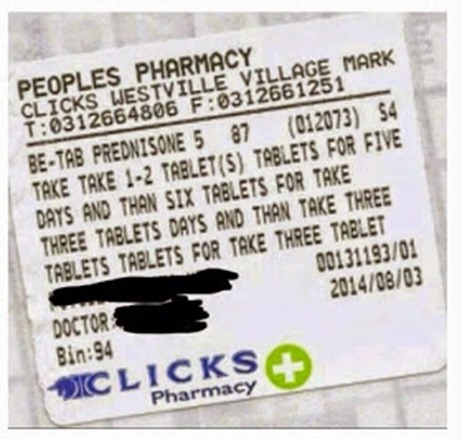 PEOPLES PHARMACY
CLICKS WESTVILLE VILLAGE MARK
T:0312664806 F:0312661251
BE-TAB PREDNISONE 5 87 (012073) S4
TAKE TAKE 1-2 TABLET(S) TABLETS FOR FIVE
DAYS AND THAN SIX TABLETS FOR TAKE
THREE TABLETS DAYS AND THAN TAKE THREE
TABLETS TABLETS FOR TAKE THREE TABLET
00131193/01
DOCTOR 2014/08/03
Bin:94
CLICKS
Pharmacy